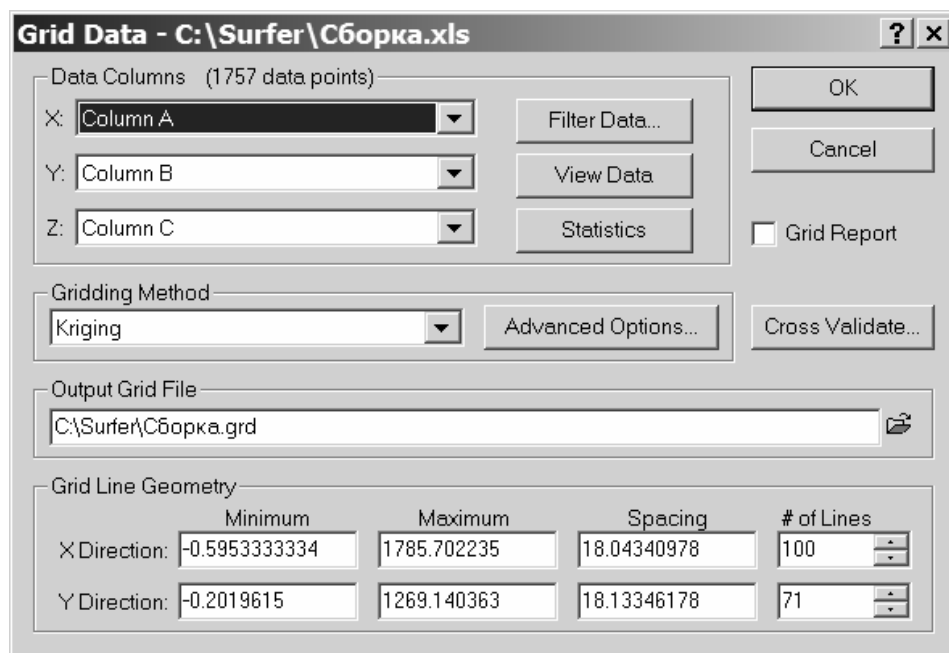 Grid Data - C:\Surfer\Сборка.xls
Data Columns (1757 data points)
X: Column A
Filter Data...
OK
Y: Column B
View Data
Cancel
Z: Column C
Statistics
Grid Report
Gridding Method
Kriging
Advanced Options...
Cross Validate...
Output Grid File
C:\Surfer\Сборка.grd
Grid Line Geometry
Minimum Maximum Spacing # of Lines
X Direction: -0.5953333334 1785.702235 18.04340978 100
Y Direction: -0.2019615 1269.140363 18.13346178 71